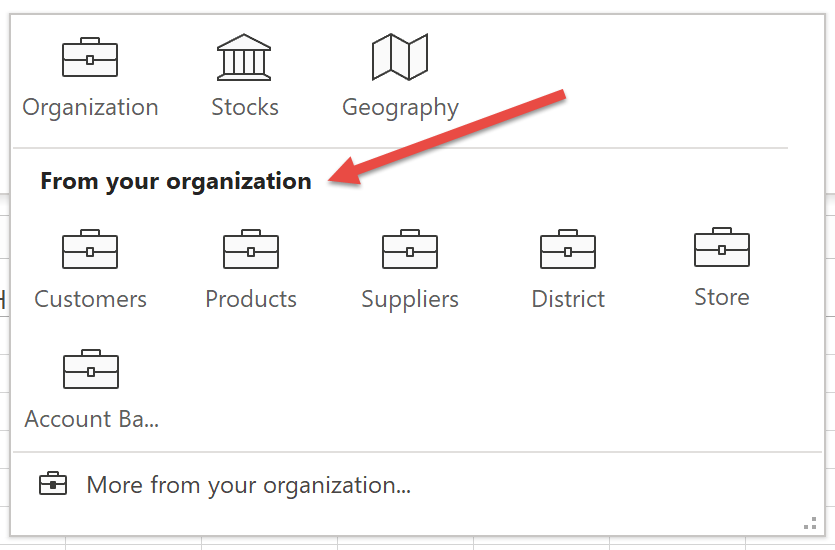 Organization Stocks Geography
From your organization
Customers Products Suppliers District Store
Account Ba...
More from your organization...
H